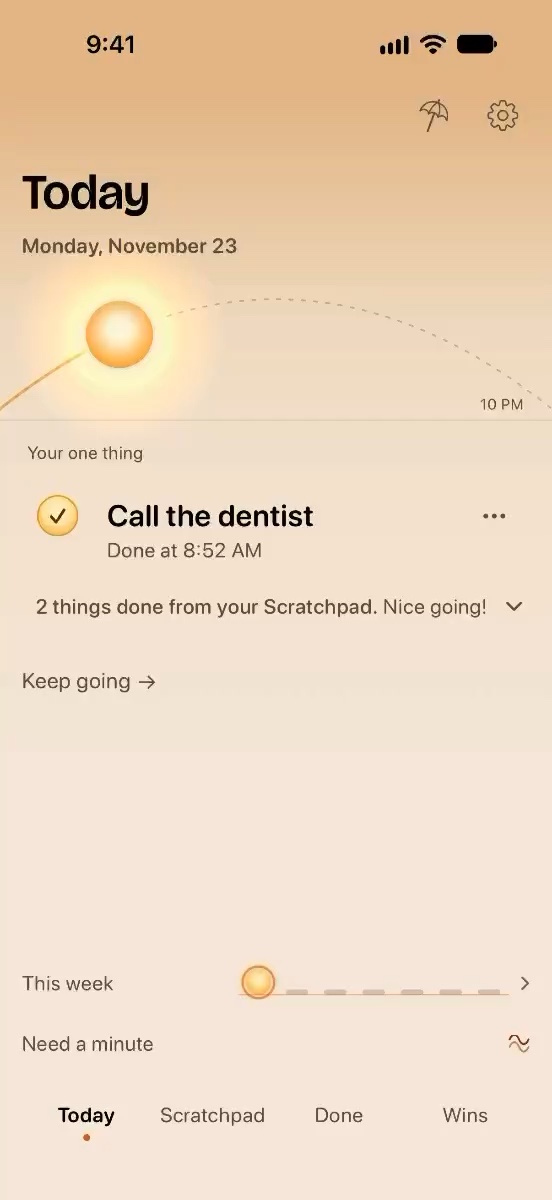 9:41
Today
Monday, November 23
10 PM
Your one thing
Call the dentist
Done at 8:52 AM
2 things done from your Scratchpad. Nice going!
Keep going →
This week
Need a minute
Today Scratchpad Done Wins